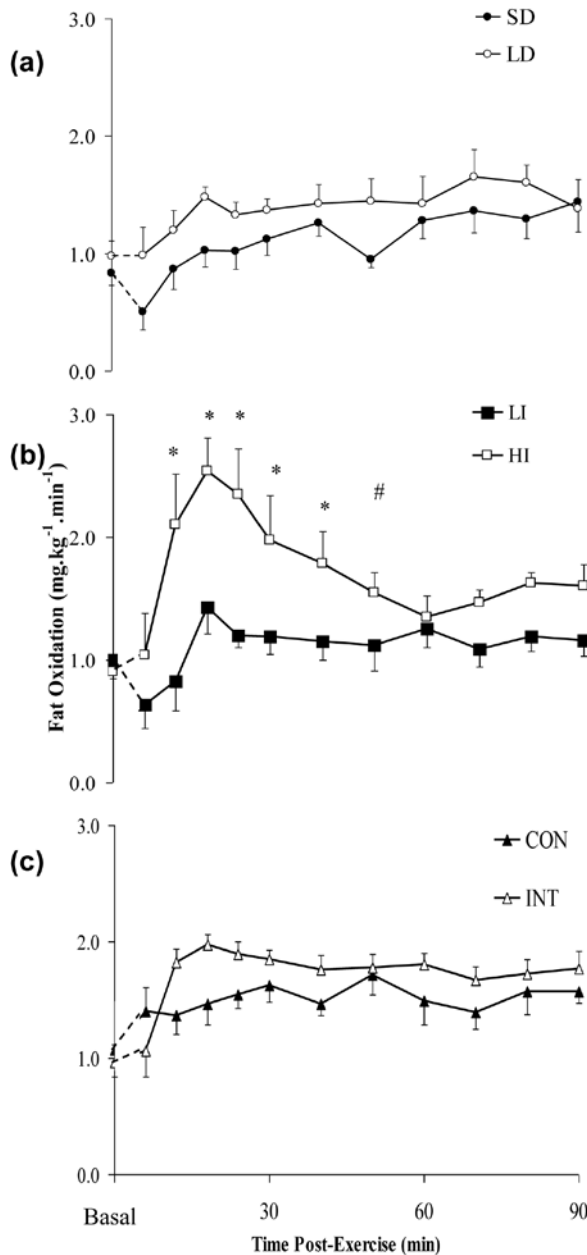 (a)
3.0
2.0
1.0
0.0
SD
LD
(b)
3.0
2.0
1.0
0.0
LI
HI
* * * * * #
Fat Oxidation (mg.kg⁻¹.min⁻¹)
(c)
3.0
2.0
1.0
0.0
CON
INT
Basal 30 60 90
Time Post-Exercise (min)